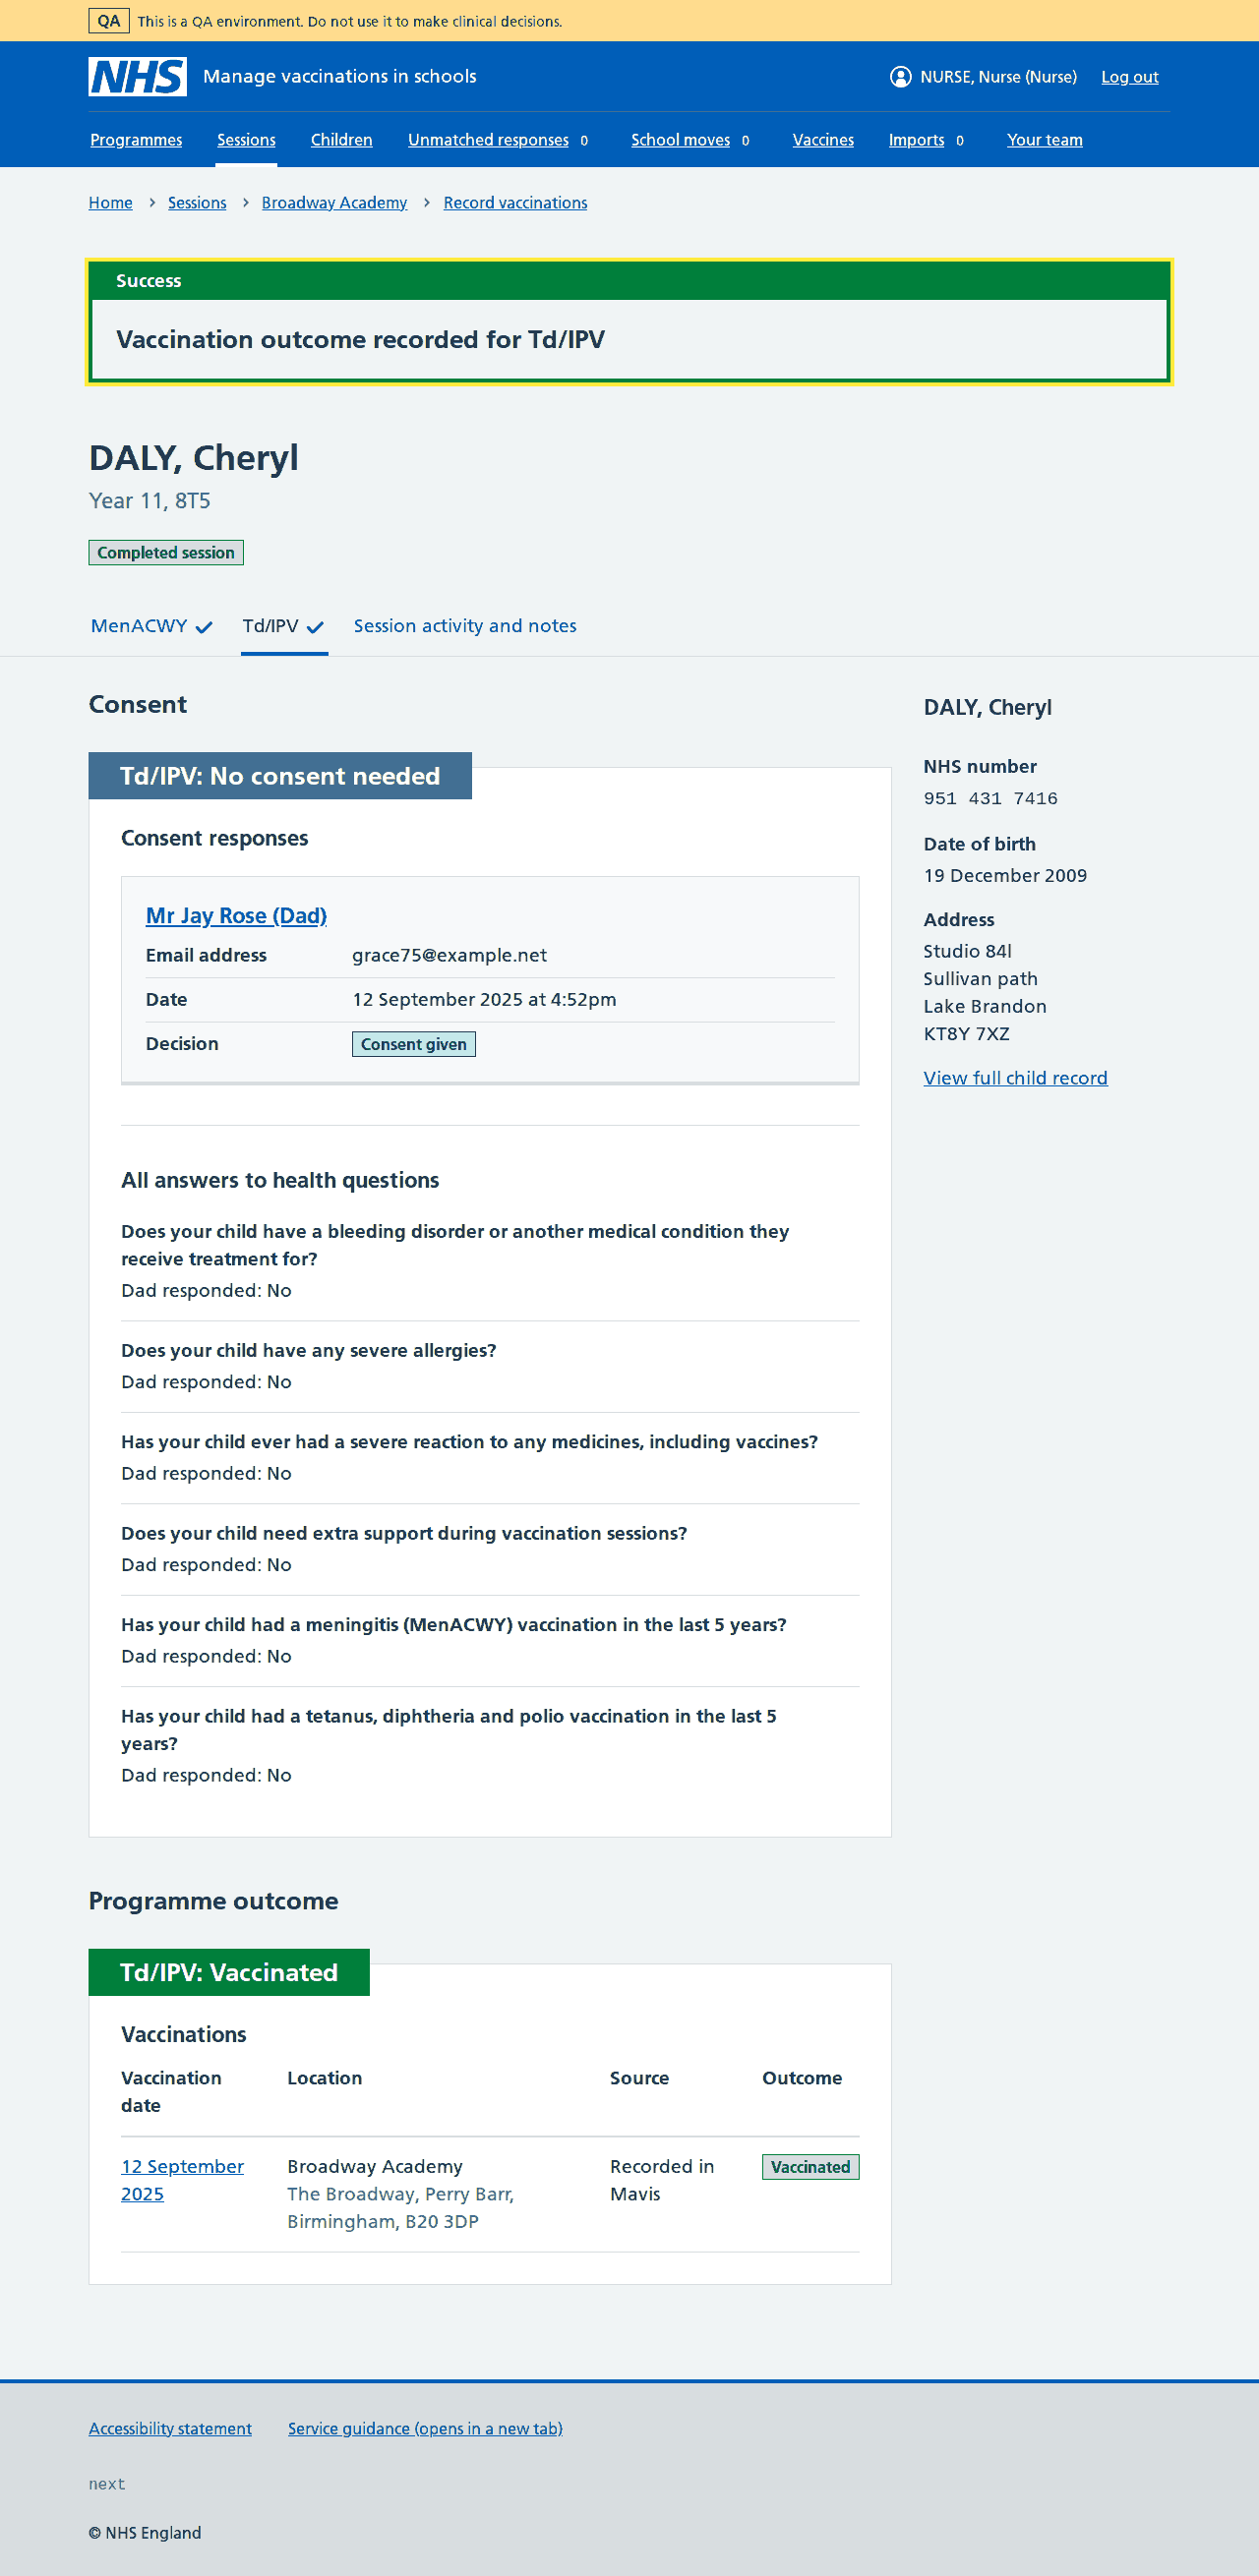 QA This is a QA environment. Do not use it to make clinical decisions.
NHS Manage vaccinations in schools NURSE, Nurse (Nurse) Log out
Programmes Sessions Children Unmatched responses 0 School moves 0 Vaccines Imports 0 Your team
Home › Sessions › Broadway Academy › Record vaccinations
Success
Vaccination outcome recorded for Td/IPV
DALY, Cheryl
Year 11, 8T5
Completed session
MenACWY Td/IPV Session activity and notes
Consent
Td/IPV: No consent needed
Consent responses
Mr Jay Rose (Dad)
Email address grace75@example.net
Date 12 September 2025 at 4:52pm
Decision Consent given
All answers to health questions
Does your child have a bleeding disorder or another medical condition they
receive treatment for?
Dad responded: No
Does your child have any severe allergies?
Dad responded: No
Has your child ever had a severe reaction to any medicines, including vaccines?
Dad responded: No
Does your child need extra support during vaccination sessions?
Dad responded: No
Has your child had a meningitis (MenACWY) vaccination in the last 5 years?
Dad responded: No
Has your child had a tetanus, diphtheria and polio vaccination in the last 5
years?
Dad responded: No
DALY, Cheryl
NHS number
951 431 7416
Date of birth
19 December 2009
Address
Studio 84l
Sullivan path
Lake Brandon
KT8Y 7XZ
View full child record
Programme outcome
Td/IPV: Vaccinated
Vaccinations
Vaccination Location Source Outcome
date
12 September Broadway Academy Recorded in Vaccinated
2025 The Broadway, Perry Barr, Mavis
Birmingham, B20 3DP
Accessibility statement Service guidance (opens in a new tab)
next
© NHS England